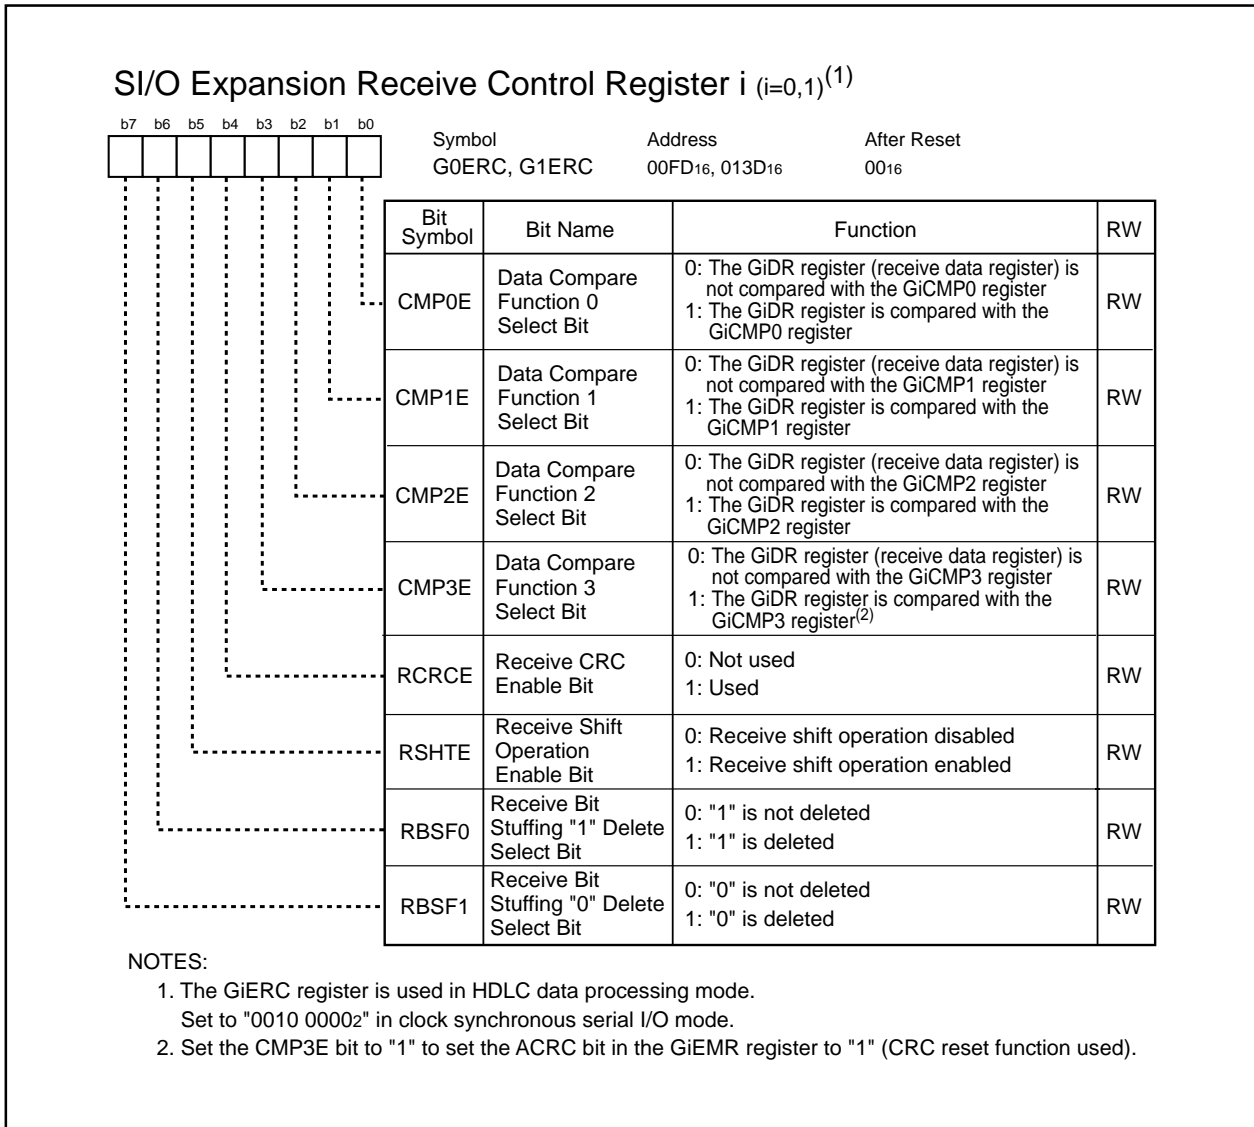 SI/O Expansion Receive Control Register i (i=0,1)(1)
b7 b6 b5 b4 b3 b2 b1 b0
Symbol Address After Reset
G0ERC, G1ERC 00FD16, 013D16 0016
Bit Symbol Bit Name Function RW
CMP0E
Data Compare
Function 0
Select Bit
0: The GiDR register (receive data register) is
not compared with the GiCMP0 register
1: The GiDR register is compared with the
GiCMP0 register
RW
CMP1E
Data Compare
Function 1
Select Bit
0: The GiDR register (receive data register) is
not compared with the GiCMP1 register
1: The GiDR register is compared with the
GiCMP1 register
RW
CMP2E
Data Compare
Function 2
Select Bit
0: The GiDR register (receive data register) is
not compared with the GiCMP2 register
1: The GiDR register is compared with the
GiCMP2 register
RW
CMP3E
Data Compare
Function 3
Select Bit
0: The GiDR register (receive data register) is
not compared with the GiCMP3 register
1: The GiDR register is compared with the
GiCMP3 register(2)
RW
RCRCE
Receive CRC
Enable Bit
0: Not used
1: Used
RW
RSHTE
Receive Shift
Operation
Enable Bit
0: Receive shift operation disabled
1: Receive shift operation enabled
RW
RBSF0
Receive Bit
Stuffing "1" Delete
Select Bit
0: "1" is not deleted
1: "1" is deleted
RW
RBSF1
Receive Bit
Stuffing "0" Delete
Select Bit
0: "0" is not deleted
1: "0" is deleted
RW
NOTES:
1. The GiERC register is used in HDLC data processing mode.
Set to "0010 00002" in clock synchronous serial I/O mode.
2. Set the CMP3E bit to "1" to set the ACRC bit in the GiEMR register to "1" (CRC reset function used).